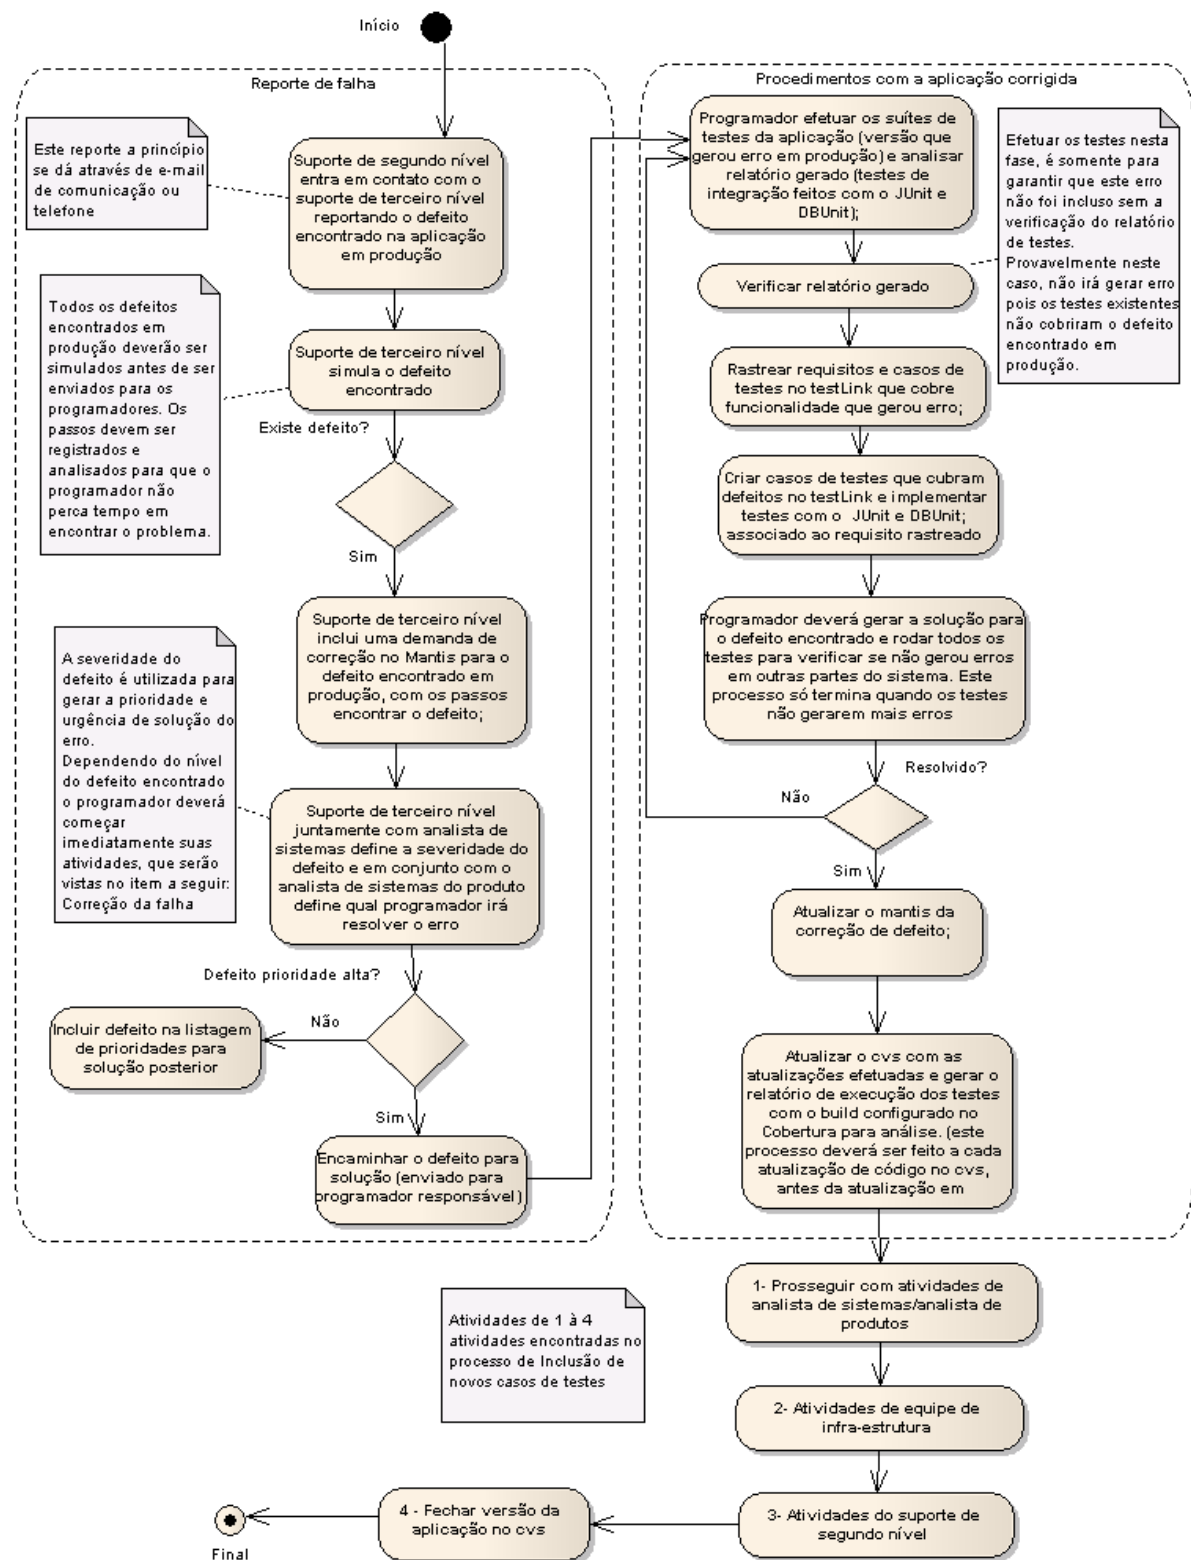 Início
Reporte de falha
Este reporte a princípio
se dá através de e-mail
de comunicação ou
telefone
Suporte de segundo nível
entra em contato com o
suporte de terceiro nível
reportando o defeito
encontrado na aplicação
em produção
Todos os defeitos
encontrados em
produção deverão ser
simulados antes de ser
enviados para os
programadores. Os
passos devem ser
registrados e
analisados para que o
programador não
perca tempo em
encontrar o problema.
Suporte de terceiro nível
simula o defeito
encontrado
Existe defeito?
Sim
Suporte de terceiro nível
inclui uma demanda de
correção no Mantis para o
defeito encontrado em
produção, com os passos
encontrar o defeito;
A severidade do
defeito é utilizada para
gerar a prioridade e
urgência de solução do
erro.
Dependendo do nível
do defeito encontrado
o programador deverá
começar
imediatamente suas
atividades, que serão
vistas no item a seguir:
Correção da falha
Suporte de terceiro nível
juntamente com analista de
sistemas define a severidade do
defeito e em conjunto com o
analista de sistemas do produto
define qual programador irá
resolver o erro
Defeito prioridade alta?
Não
Incluir defeito na listagem
de prioridades para
solução posterior
Sim
Encaminhar o defeito para
solução (enviado para
programador responsável)
Procedimentos com a aplicação corrigida
Programador efetuar os suítes de
testes da aplicação (versão que
gerou erro em produção) e analisar
relatório gerado (testes de
integração feitos com o JUnit e
DBUnit);
Efetuar os testes nesta
fase, é somente para
garantir que este erro
não foi incluso sem a
verificação do relatório
de testes.
Provavelmente neste
caso, não irá gerar erro
pois os testes existentes
não cobriram o defeito
encontrado em
produção.
Verificar relatório gerado
Rastrear requisitos e casos de
testes no testLink que cobre
funcionalidade que gerou erro;
Criar casos de testes que cubram
defeitos no testLink e implementar
testes com o JUnit e DBUnit;
associado ao requisito rastreado
Programador deverá gerar a solução para
o defeito encontrado e rodar todos os
testes para verificar se não gerou erros
em outras partes do sistema. Este
processo só termina quando os testes
não gerarem mais erros
Resolvido?
Não
Sim
Atualizar o mantis da
correção de defeito;
Atualizar o cvs com as
atualizações efetuadas e gerar o
relatório de execução dos testes
com o build configurado no
Cobertura para análise. (este
processo deverá ser feito a cada
atualização de código no cvs,
antes da atualização em
1- Prosseguir com atividades de
analista de sistemas/analista de
produtos
Atividades de 1 à 4
atividades encontradas no
processo de Inclusão de
novos casos de testes
2- Atividades de equipe de
infra-estrutura
3- Atividades do suporte de
segundo nível
4 - Fechar versão da
aplicação no cvs
Final